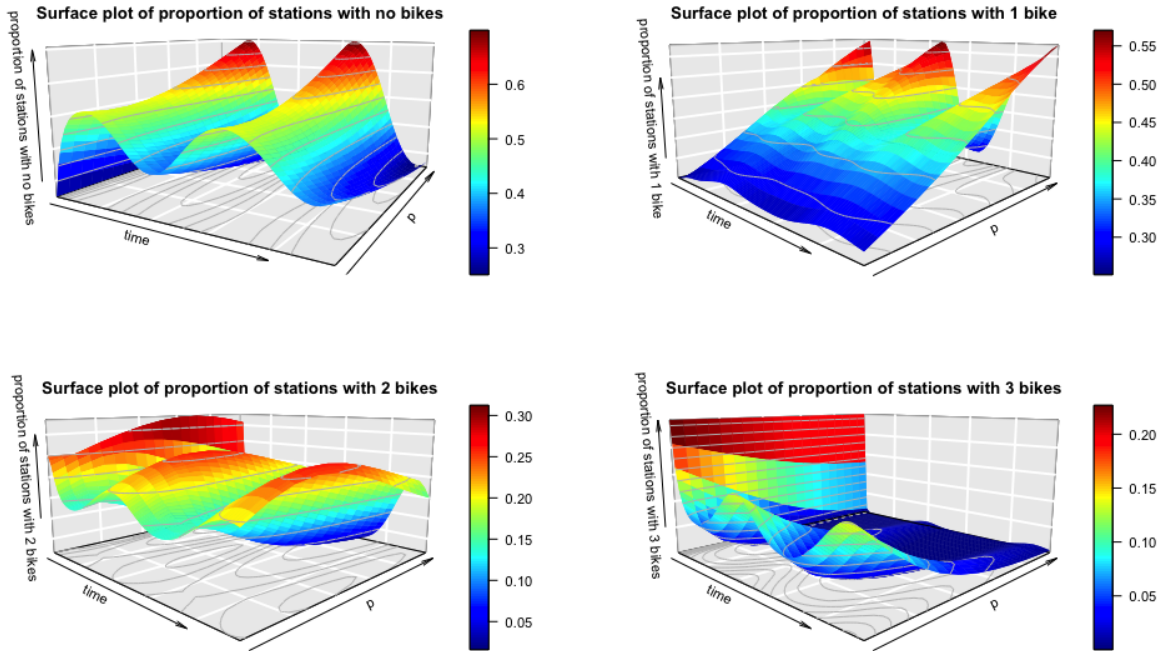 Surface plot of proportion of stations with no bikes
proportion of stations with no bikes
time
p
0.6
0.5
0.4
0.3
Surface plot of proportion of stations with 1 bike
proportion of stations with 1 bike
time
p
0.55
0.50
0.45
0.40
0.35
0.30
Surface plot of proportion of stations with 2 bikes
proportion of stations with 2 bikes
time
p
0.30
0.25
0.20
0.15
0.10
0.05
Surface plot of proportion of stations with 3 bikes
proportion of stations with 3 bikes
time
p
0.20
0.15
0.10
0.05